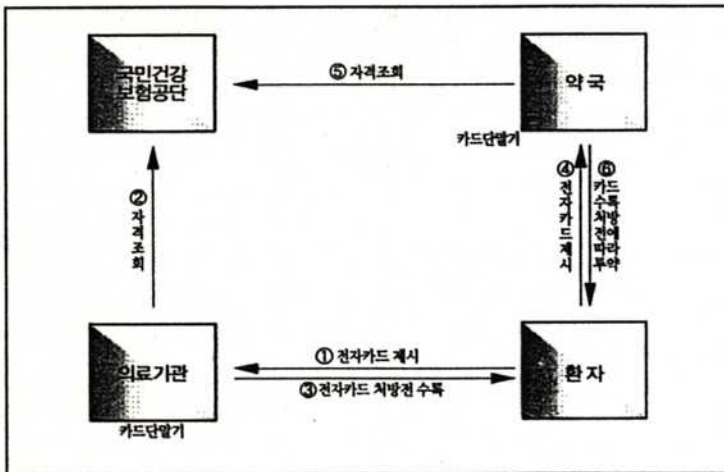 국민건강
보험공단
⑤ 자격조회
약 국
카드단말기
② 자격조회
④ 전자카드 제시
⑥ 카드수록처방전에 따라 투약
의료기관
카드단말기
① 전자카드 제시
③ 전자카드 처방전 수록
환 자